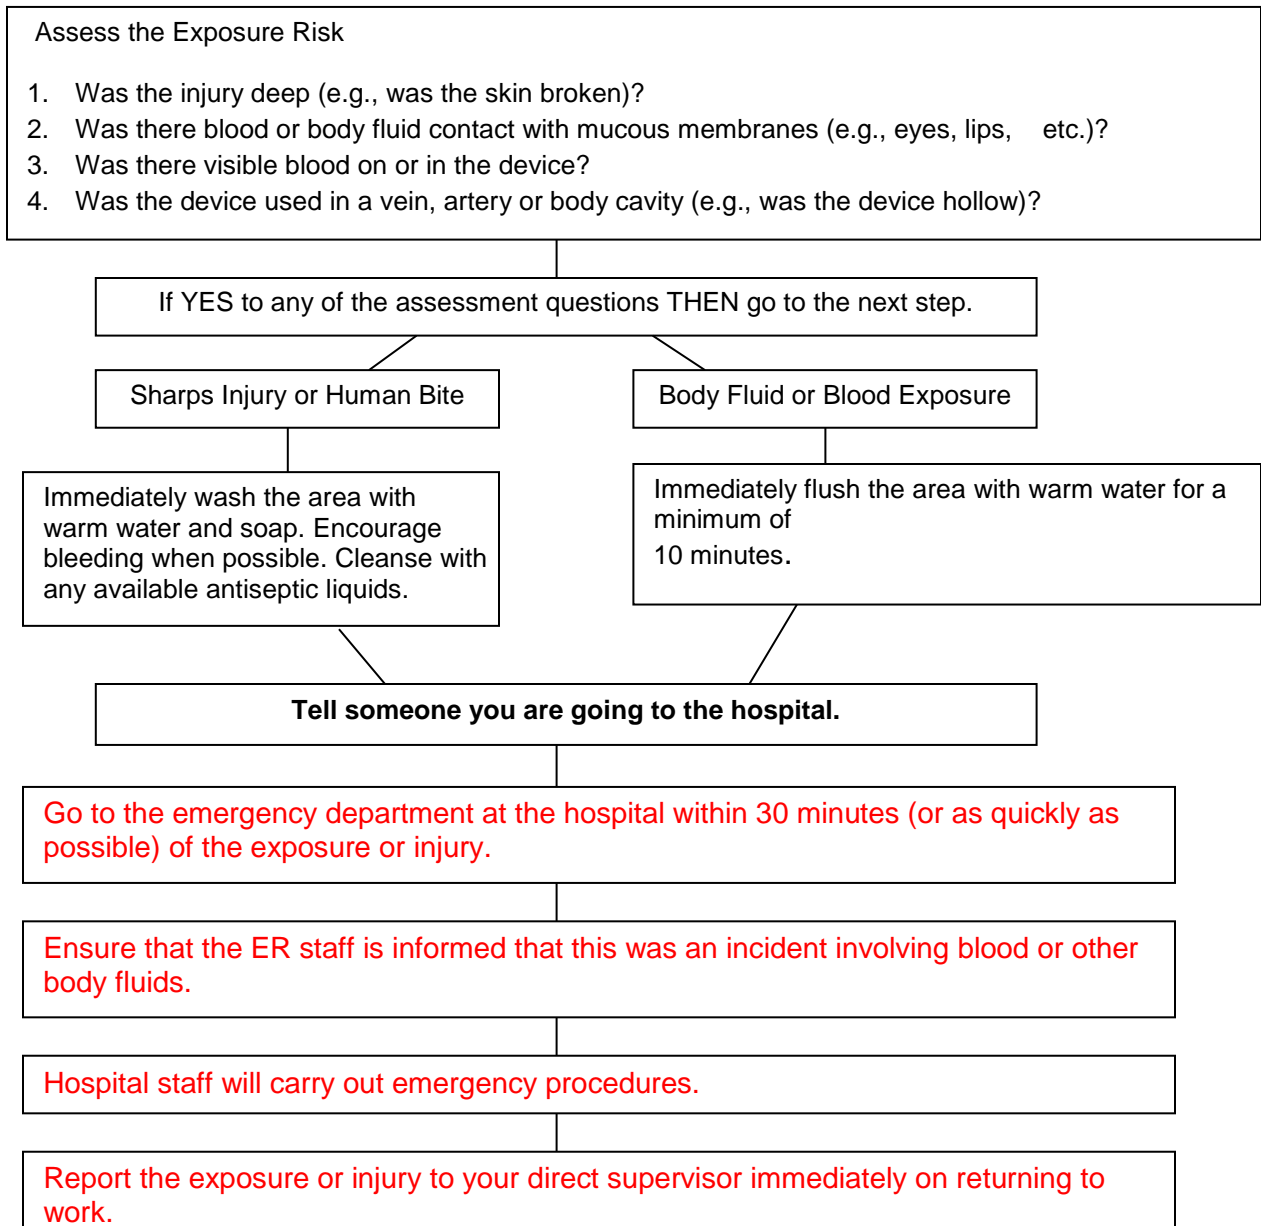 Assess the Exposure Risk
1. Was the injury deep (e.g., was the skin broken)?
2. Was there blood or body fluid contact with mucous membranes (e.g., eyes, lips, etc.)?
3. Was there visible blood on or in the device?
4. Was the device used in a vein, artery or body cavity (e.g., was the device hollow)?
If YES to any of the assessment questions THEN go to the next step.
Sharps Injury or Human Bite
Body Fluid or Blood Exposure
Immediately wash the area with
warm water and soap. Encourage
bleeding when possible. Cleanse with
any available antiseptic liquids.
Immediately flush the area with warm water for a
minimum of
10 minutes.
Tell someone you are going to the hospital.
Go to the emergency department at the hospital within 30 minutes (or as quickly as
possible) of the exposure or injury.
Ensure that the ER staff is informed that this was an incident involving blood or other
body fluids.
Hospital staff will carry out emergency procedures.
Report the exposure or injury to your direct supervisor immediately on returning to
work.